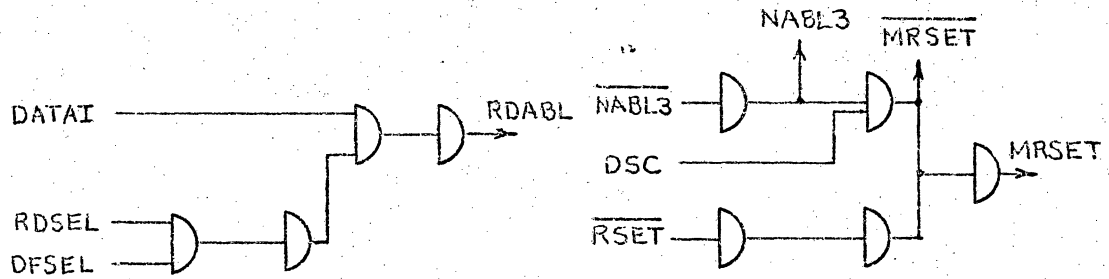 NABL3
MRSET
DATAI
RDABL
NABL3
DSC
MRSET
RDSEL
DFSEL
RSET